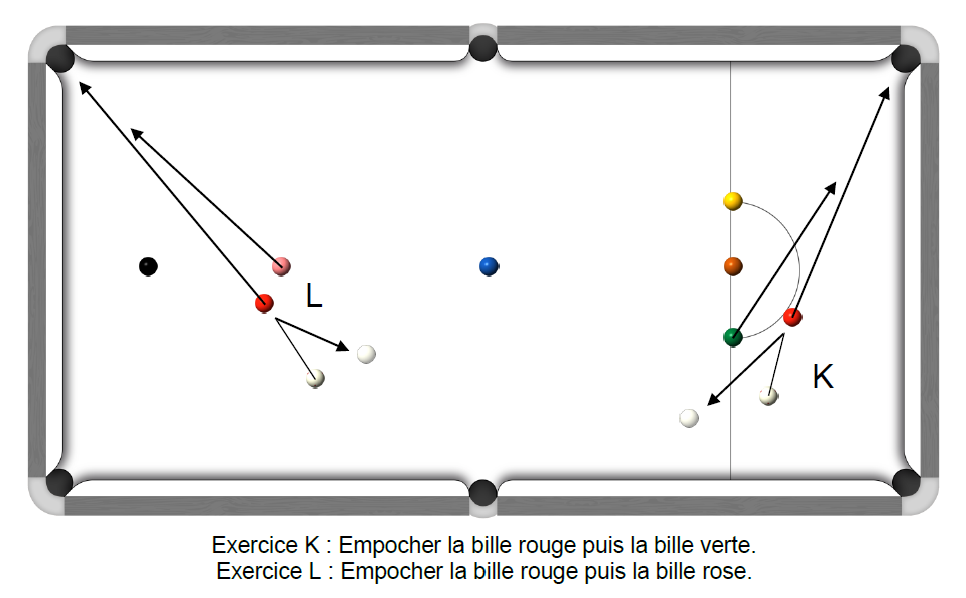 L
K
Exercice K : Empocher la bille rouge puis la bille verte.
Exercice L : Empocher la bille rouge puis la bille rose.